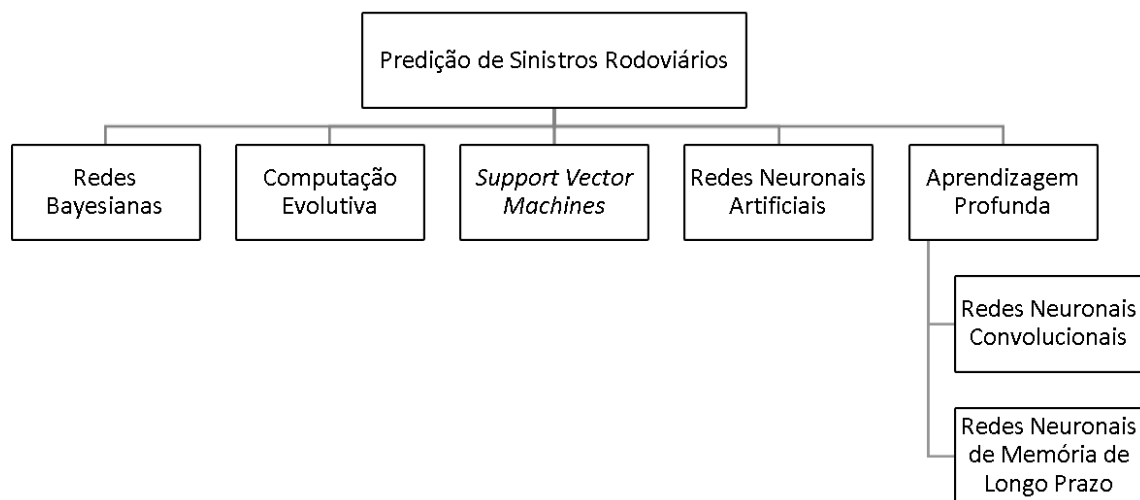 Predição de Sinistros Rodoviários
Redes
Bayesianas
Computação
Evolutiva
Support Vector
Machines
Redes Neuronais
Artificiais
Aprendizagem
Profunda
Redes Neuronais
Convolucionais
Redes Neuronais
de Memória de
Longo Prazo